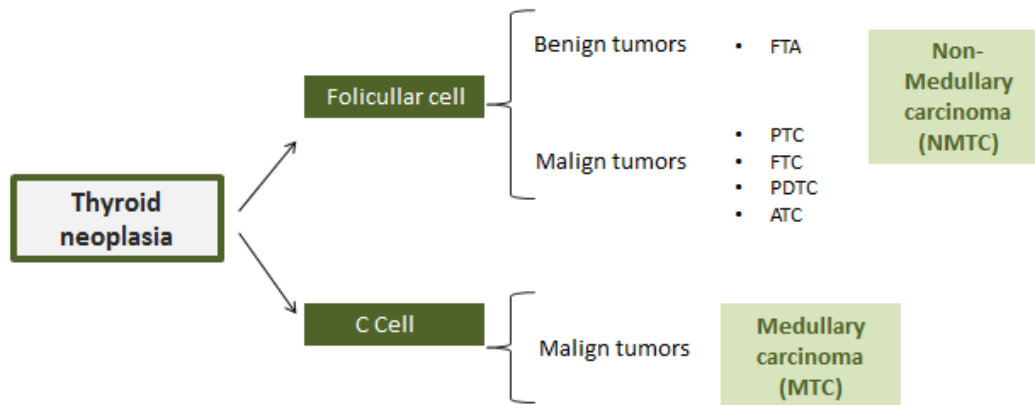 Thyroid
neoplasia
Folicullar cell
Benign tumors
• FTA
Malign tumors
• PTC
• FTC
• PDTC
• ATC
Non-
Medullary
carcinoma
(NMTC)
C Cell
Malign tumors
Medullary
carcinoma
(MTC)